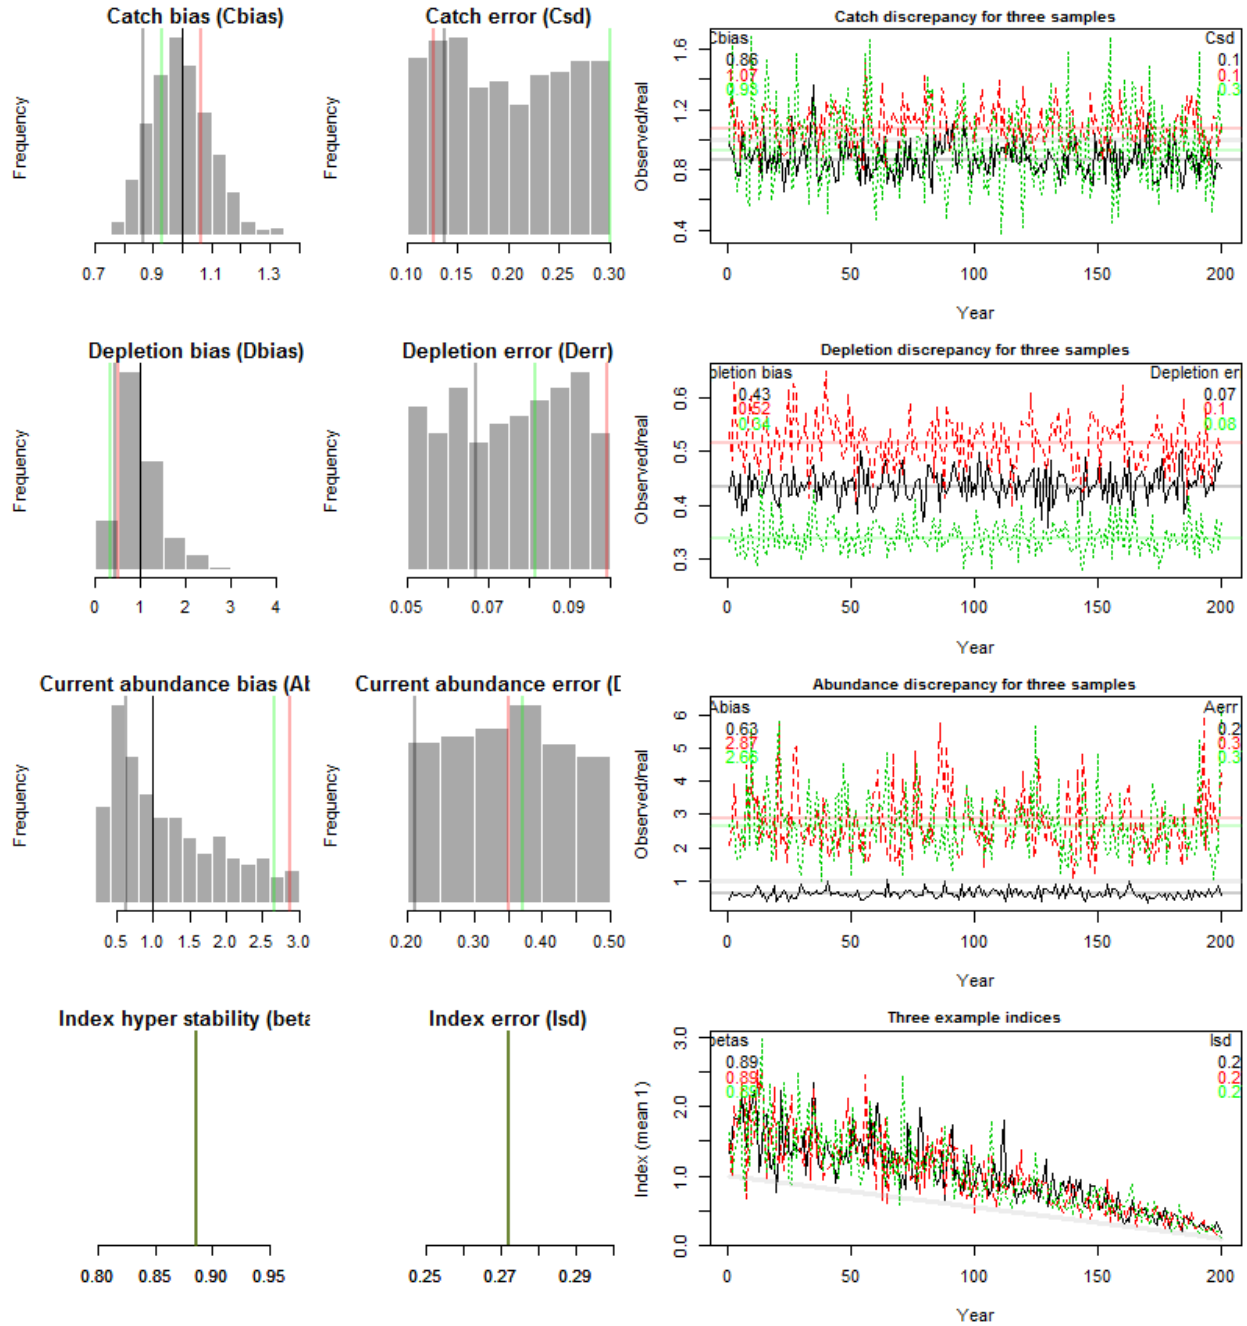 Catch bias (Cbias)
Frequency
0.7 0.9 1.1 1.3
Catch error (Csd)
Frequency
0.10 0.15 0.20 0.25 0.30
Catch discrepancy for three samples
Observed/real
0.4 0.8 1.2 1.6
Cbias Csd
0.86 0.1
1.07 0.1
0.93 0.3
0 50 100 150 200
Year
Depletion bias (Dbias)
Frequency
0 1 2 3 4
Depletion error (Derr)
Frequency
0.05 0.07 0.09
Depletion discrepancy for three samples
Observed/real
0.3 0.4 0.5 0.6
pletion bias Depletion er
0.43 0.07
0.52 0.1
0.34 0.08
0 50 100 150 200
Year
Current abundance bias (Al
Frequency
0.5 1.0 1.5 2.0 2.5 3.0
Current abundance error (D
Frequency
0.20 0.30 0.40 0.50
Abundance discrepancy for three samples
Observed/real
1 2 3 4 5 6
Abias Aerr
0.63 0.2
2.87 0.3
2.66 0.3
0 50 100 150 200
Year
Index hyper stability (beta
0.80 0.85 0.90 0.95
Index error (Isd)
0.25 0.27 0.29
Three example indices
Index (mean 1)
0.0 1.0 2.0 3.0
betas Isd
0.89 0.2
0.89 0.2
0.2
0 50 100 150 200
Year